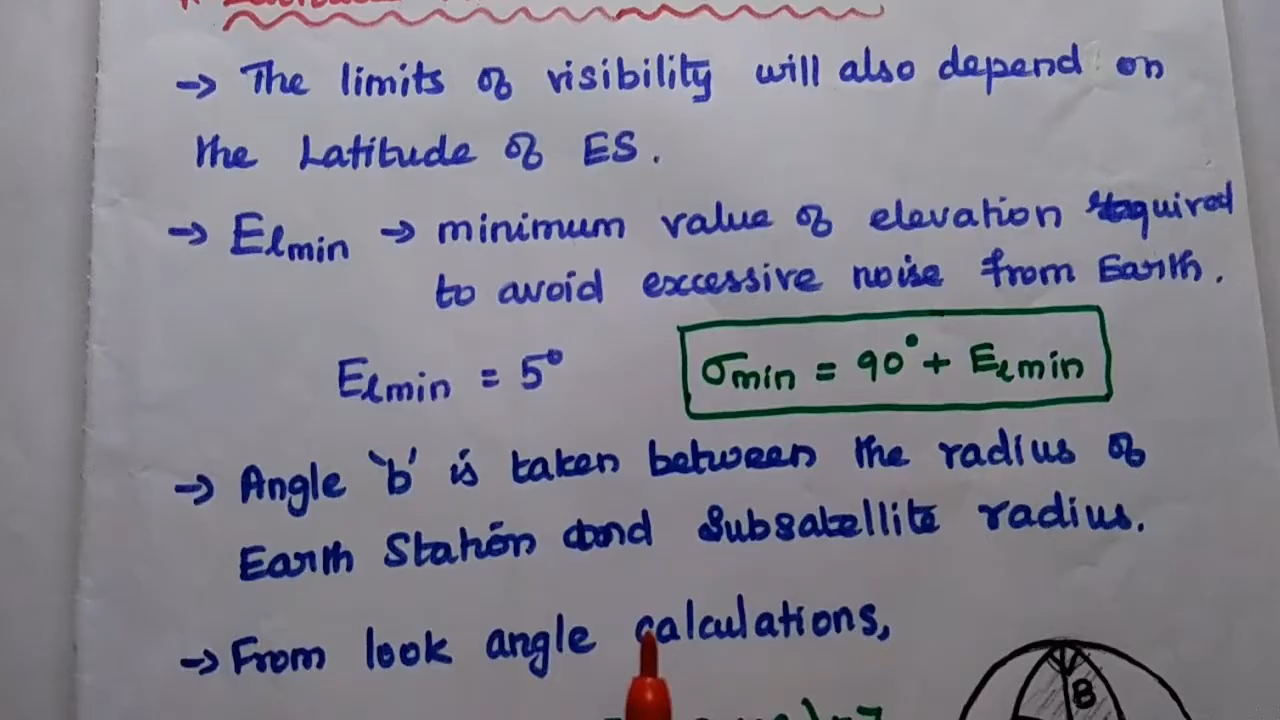 → The limits of visibility will also depend on
the Latitude of ES.
→ Elmin → minimum value of elevation required
to avoid excessive noise from Earth.
Elmin = 5° σmin = 90° + Elmin
→ Angle 'b' is taken between the radius of
Earth Station and Subsatellite radius.
→ From look angle calculations,
B